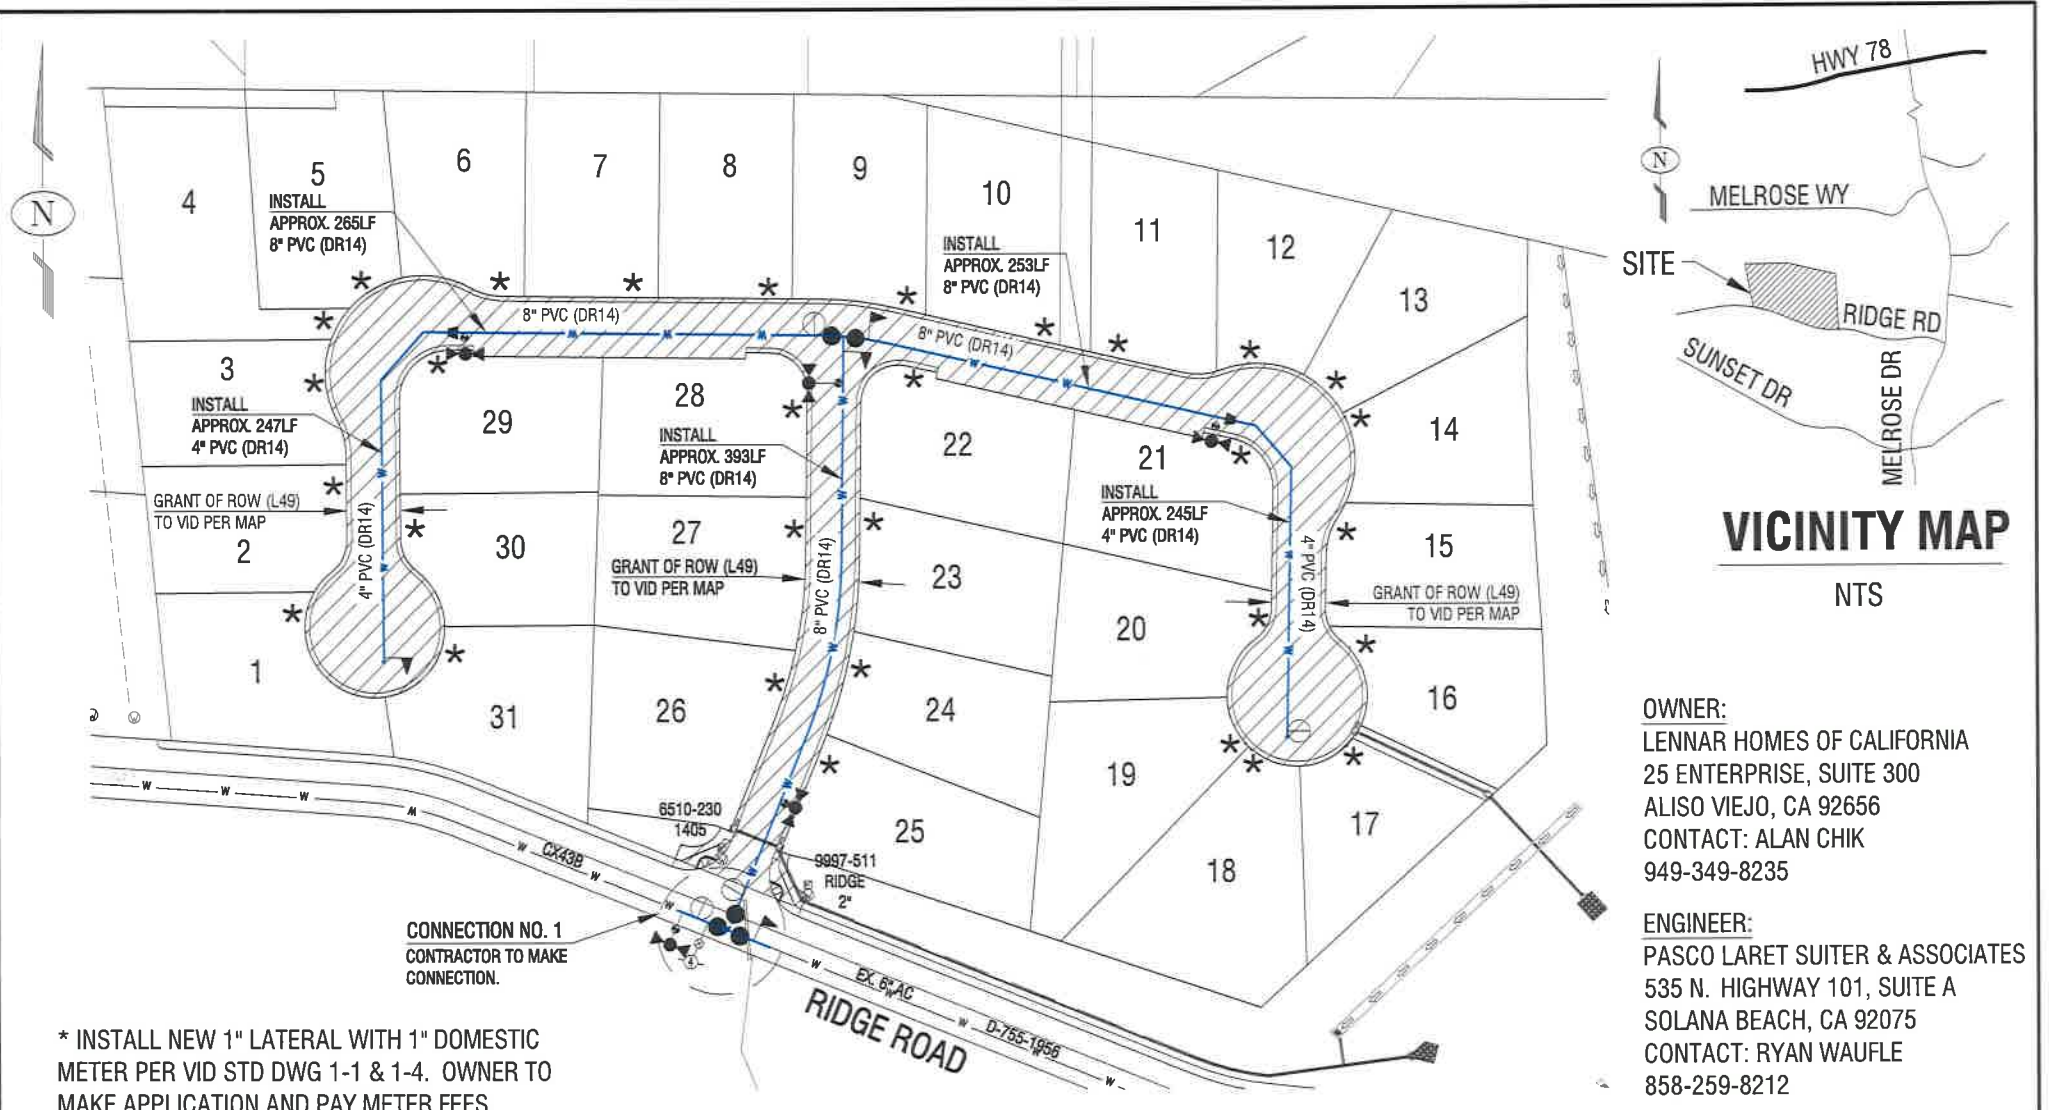 N
4
5
6
7
8
9
10
11
12
13
14
15
16
17
18
19
20
21
22
23
24
25
26
27
28
29
30
31
1
2
3
INSTALL
APPROX. 265LF
8" PVC (DR14)
INSTALL
APPROX. 253LF
8" PVC (DR14)
8" PVC (DR14)
8" PVC (DR14)
INSTALL
APPROX. 247LF
4" PVC (DR14)
INSTALL
APPROX. 393LF
8" PVC (DR14)
INSTALL
APPROX. 245LF
4" PVC (DR14)
GRANT OF ROW (L49)
TO VID PER MAP
4" PVC (DR14)
GRANT OF ROW (L49)
TO VID PER MAP
8" PVC (DR14)
4" PVC (DR14)
GRANT OF ROW (L49)
TO VID PER MAP
6510-230
1405
9997-511
RIDGE
2"
CX43B
CONNECTION NO. 1
CONTRACTOR TO MAKE
CONNECTION.
4
EX. 6" AC
D-755-1956
RIDGE ROAD
* INSTALL NEW 1" LATERAL WITH 1" DOMESTIC
METER PER VID STD DWG 1-1 & 1-4. OWNER TO
MAKE APPLICATION AND PAY METER FEES
HWY 78
N
MELROSE WY
SITE
RIDGE RD
SUNSET DR
MELROSE DR
VICINITY MAP
NTS
OWNER:
LENNAR HOMES OF CALIFORNIA
25 ENTERPRISE, SUITE 300
ALISO VIEJO, CA 92656
CONTACT: ALAN CHIK
949-349-8235
ENGINEER:
PASCO LARET SUITER & ASSOCIATES
535 N. HIGHWAY 101, SUITE A
SOLANA BEACH, CA 92075
CONTACT: RYAN WAUFLE
858-259-8212